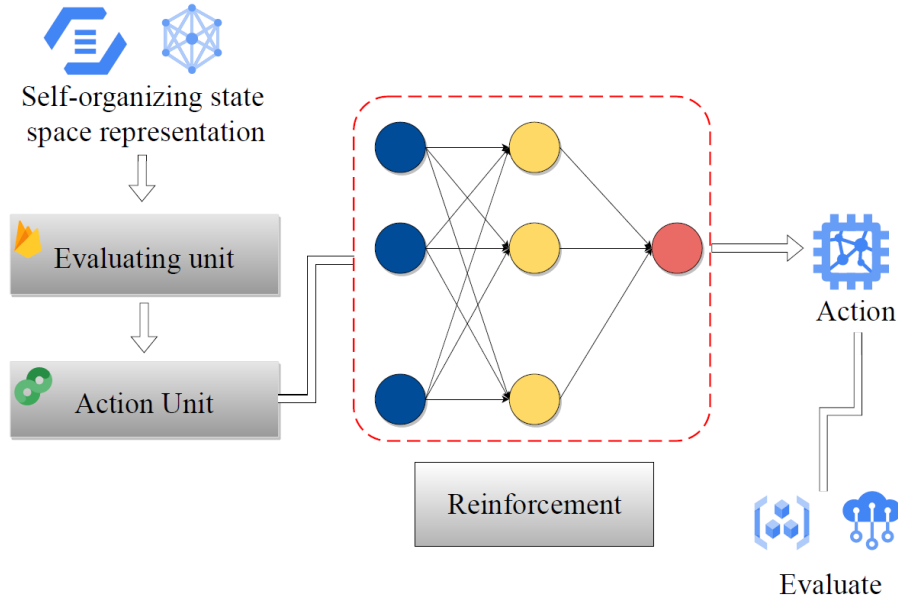 Self-organizing state
space representation
Evaluating unit
Action Unit
Reinforcement
Action
Evaluate